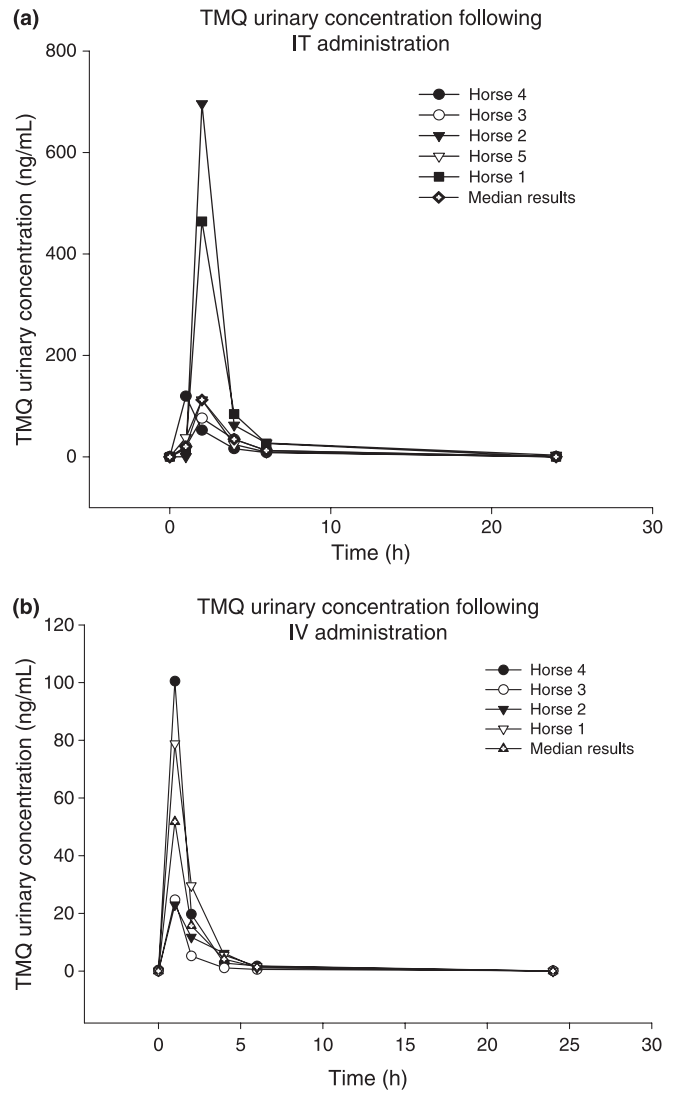 (a)
TMQ urinary concentration following
IT administration
TMQ urinary concentration (ng/mL)
800
600
400
200
0
Horse 4
Horse 3
Horse 2
Horse 5
Horse 1
Median results
0
10
20
30
Time (h)
(b)
TMQ urinary concentration following
IV administration
TMQ urinary concentration (ng/mL)
120
100
80
60
40
20
0
Horse 4
Horse 3
Horse 2
Horse 1
Median results
0
5
10
15
20
25
30
Time (h)